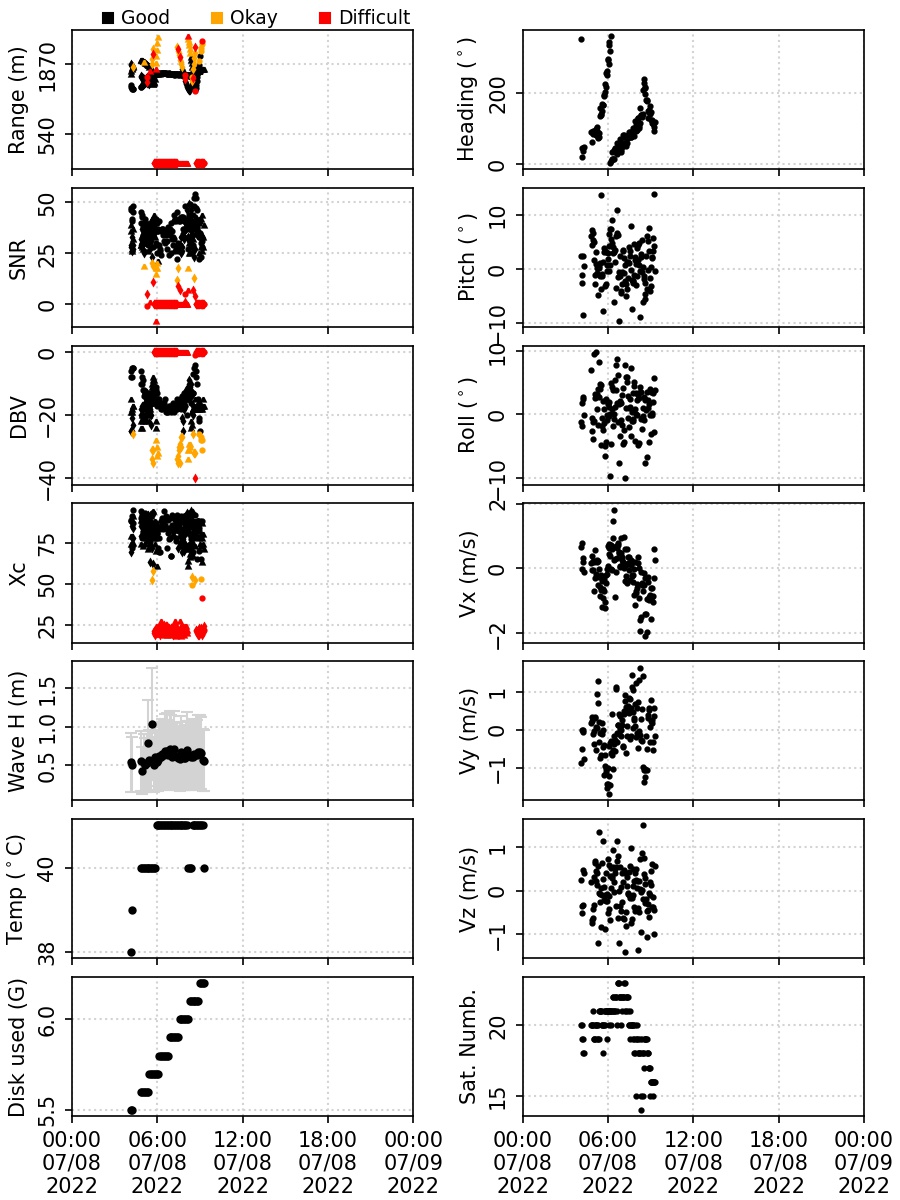 Good Okay Difficult
Range (m)
1870
540
Heading (°)
200
0
SNR
50
25
0
Pitch (°)
10
0
−10
DBV
0
−20
−40
Roll (°)
10
0
−10
Xc
75
50
25
Vx (m/s)
2
0
−2
Wave H (m)
1.5
1.0
0.5
Vy (m/s)
1
0
−1
Temp (°C)
40
38
Vz (m/s)
1
0
−1
Disk used (G)
6.0
5.5
Sat. Numb.
20
15
00:00 06:00 12:00 18:00 00:00
07/08 07/08 07/08 07/08 07/09
2022 2022 2022 2022 2022
00:00 06:00 12:00 18:00 00:00
07/08 07/08 07/08 07/08 07/09
2022 2022 2022 2022 2022